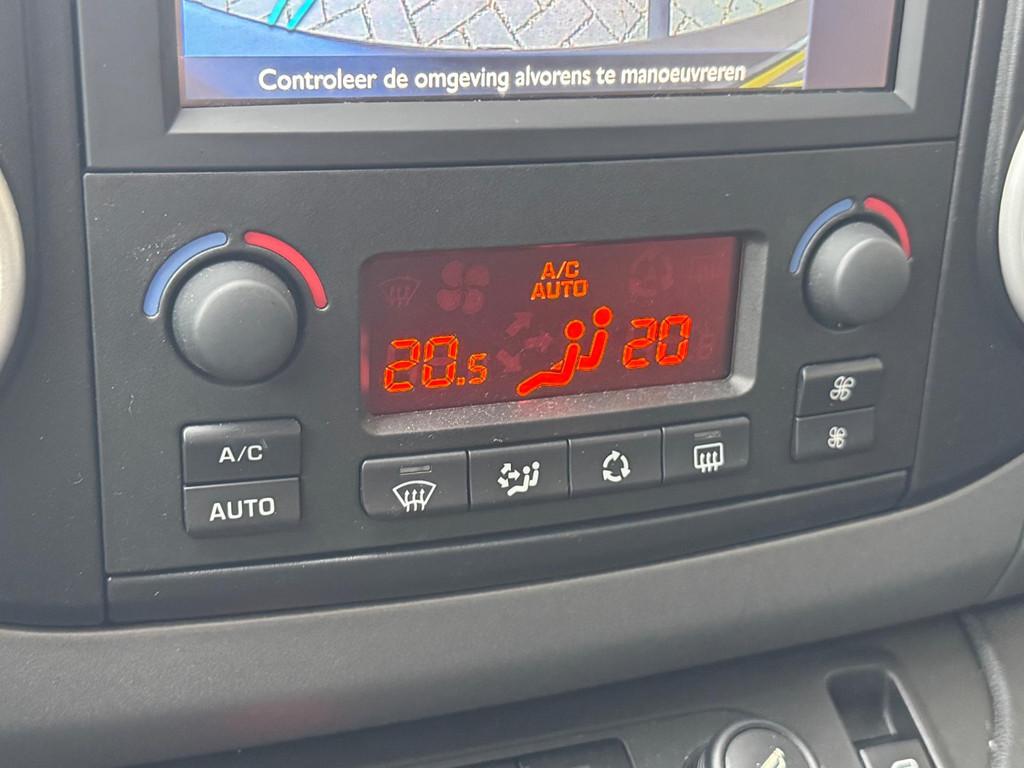 Controleer de omgeving alvorens te manoeuvreren
A/C
AUTO
20.5 20
A/C
AUTO